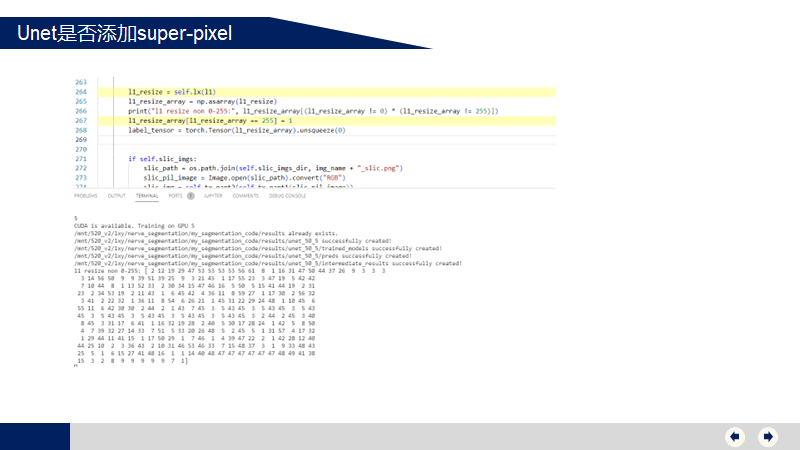 Unet是否添加super-pixel
263
264 l1_resize = self.lx(l1)
265 l1_resize_array = np.asarray(l1_resize)
266 print("l1 resize non 0-255:", l1_resize_array[(l1_resize_array != 0) * (l1_resize_array != 255)])
267 l1_resize_array[l1_resize_array == 255] = 1
268 label_tensor = torch.Tensor(l1_resize_array).unsqueeze(0)
269
270
271 if self.slic_imgs:
272 slic_path = os.path.join(self.slic_imgs_dir, img_name + "_slic.png")
273 slic_pil_image = Image.open(slic_path).convert("RGB")
PROBLEMS OUTPUT TERMINAL PORTS JUPYTER COMMENTS DEBUG CONSOLE
5
CUDA is available. Training on GPU 5
/mnt/520_v2/lxy/nerve_segmentation/my_segmentation_code/results already exists.
/mnt/520_v2/lxy/nerve_segmentation/my_segmentation_code/results/unet_50_5 successfully created!
/mnt/520_v2/lxy/nerve_segmentation/my_segmentation_code/results/unet_50_5/trained_models successfully created!
/mnt/520_v2/lxy/nerve_segmentation/my_segmentation_code/results/unet_50_5/preds successfully created!
/mnt/520_v2/lxy/nerve_segmentation/my_segmentation_code/results/unet_50_5/intermediate_results successfully created!
l1 resize non 0-255: [ 2 12 19 29 47 53 53 53 53 56 61 8 1 16 31 47 50 44 37 26 9 3 3 3
3 14 56 50 9 9 39 51 39 25 9 3 21 45 1 17 55 23 3 47 19 5 42 42
7 10 44 8 1 13 52 33 2 30 34 15 47 46 16 5 50 5 15 41 44 19 2 31
23 2 34 53 19 2 11 43 1 6 45 42 4 36 11 8 59 27 1 17 30 2 56 32
3 41 2 22 32 1 36 11 8 54 6 26 21 1 45 31 22 29 24 48 1 10 45 6
55 11 6 42 30 30 2 44 2 1 43 7 45 3 5 43 45 3 5 43 45 3 5 43
45 3 5 43 45 3 5 43 45 3 5 43 45 3 5 43 45 3 2 44 2 45 3 40
8 45 3 31 17 6 41 1 16 32 19 28 2 40 5 30 17 28 24 1 42 5 8 50
4 7 39 32 27 14 33 7 51 5 33 20 26 48 5 2 45 5 1 31 57 4 17 32
1 29 44 11 41 15 1 17 50 29 1 7 46 1 4 39 47 22 2 1 42 28 12 40
44 25 10 2 3 36 43 2 10 31 46 53 46 33 7 15 48 37 3 1 9 33 48 43
25 5 1 6 15 27 41 48 16 1 1 14 40 48 47 47 47 47 47 47 48 49 41 38
15 3 2 8 9 9 9 9 9 7 1]